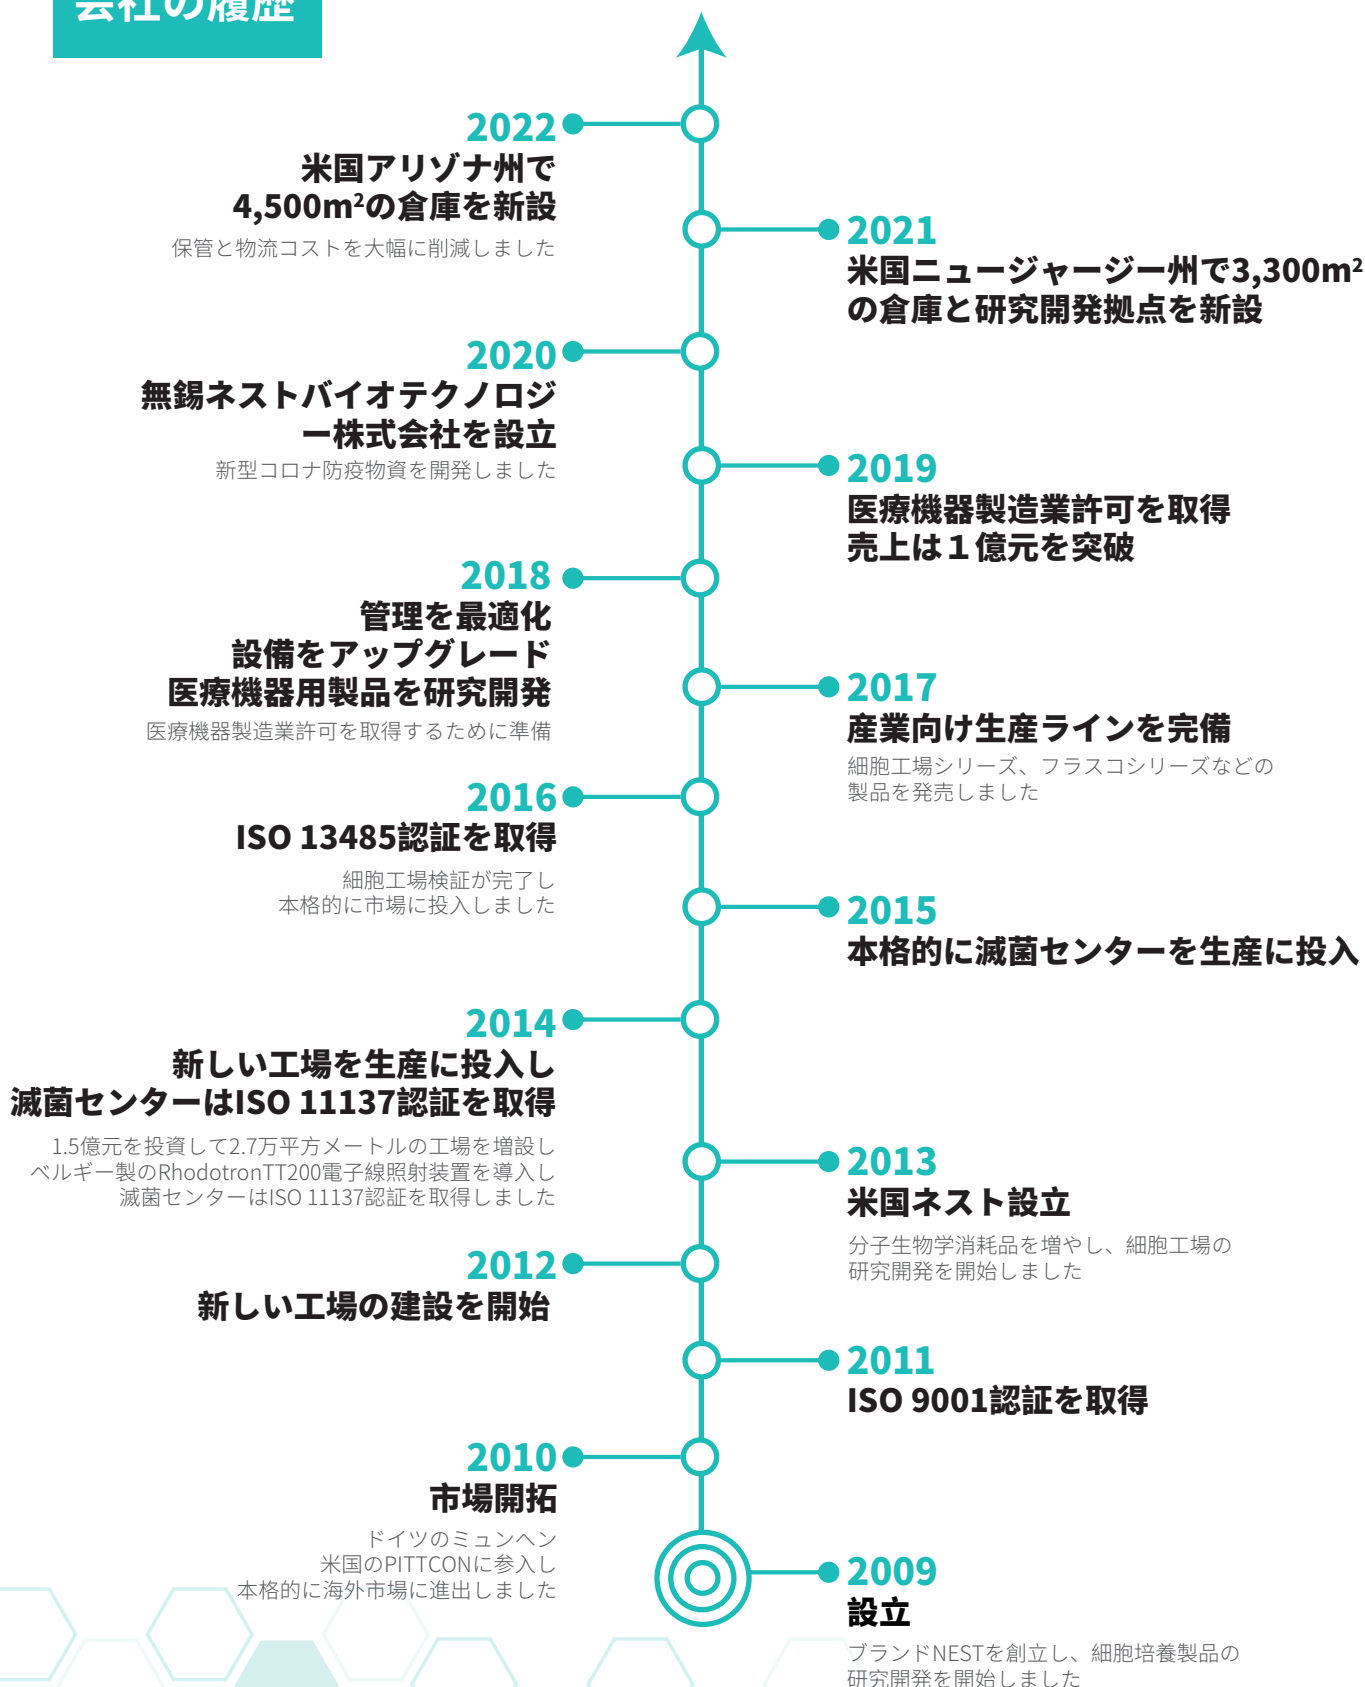 会社の履歴
2022
米国アリゾナ州で
4,500m²の倉庫を新設
保管と物流コストを大幅に削減しました
2021
米国ニュージャージー州で3,300m²
の倉庫と研究開発拠点を新設
2020
無錫ネストバイオテクノロジ
ー株式会社を設立
新型コロナ防疫物資を開発しました
2019
医療機器製造業許可を取得
売上は１億元を突破
2018
管理を最適化
設備をアップグレード
医療機器用製品を研究開発
医療機器製造業許可を取得するために準備
2017
産業向け生産ラインを完備
細胞工場シリーズ、フラスコシリーズなどの
製品を発売しました
2016
ISO 13485認証を取得
細胞工場検証が完了し
本格的に市場に投入しました
2015
本格的に滅菌センターを生産に投入
2014
新しい工場を生産に投入し
滅菌センターはISO 11137認証を取得
1.5億元を投資して2.7万平方メートルの工場を増設し
ベルギー製のRhodotronTT200電子線照射装置を導入し
滅菌センターはISO 11137認証を取得しました
2013
米国ネスト設立
分子生物学消耗品を増やし、細胞工場の
研究開発を開始しました
2012
新しい工場の建設を開始
2011
ISO 9001認証を取得
2010
市場開拓
ドイツのミュンヘン
米国のPITTCONに参入し
本格的に海外市場に進出しました
2009
設立
ブランドNESTを創立し、細胞培養製品の
研究開発を開始しました